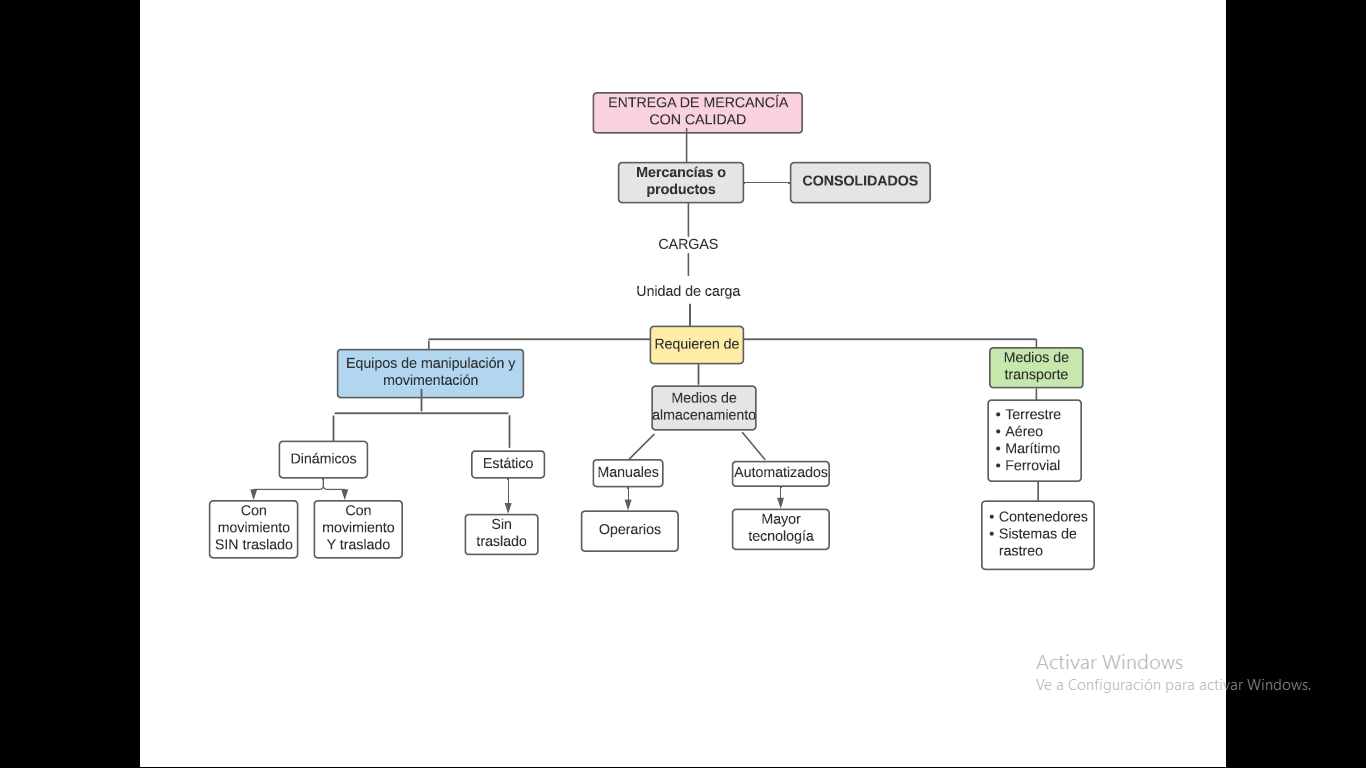 ENTREGA DE MERCANCÍA
CON CALIDAD
Mercancías o
productos
CONSOLIDADOS
CARGAS
Unidad de carga
Requieren de
Equipos de manipulación y
movimentación
Dinámicos
Con
movimiento
SIN traslado
Con
movimiento
Y traslado
Estático
Sin
traslado
Medios de
almacenamiento
Manuales
Operarios
Automatizados
Mayor
tecnología
Medios de
transporte
• Terrestre
• Aéreo
• Marítimo
• Ferrovial
• Contenedores
• Sistemas de
rastreo
Activar Windows
Ve a Configuración para activar Windows.